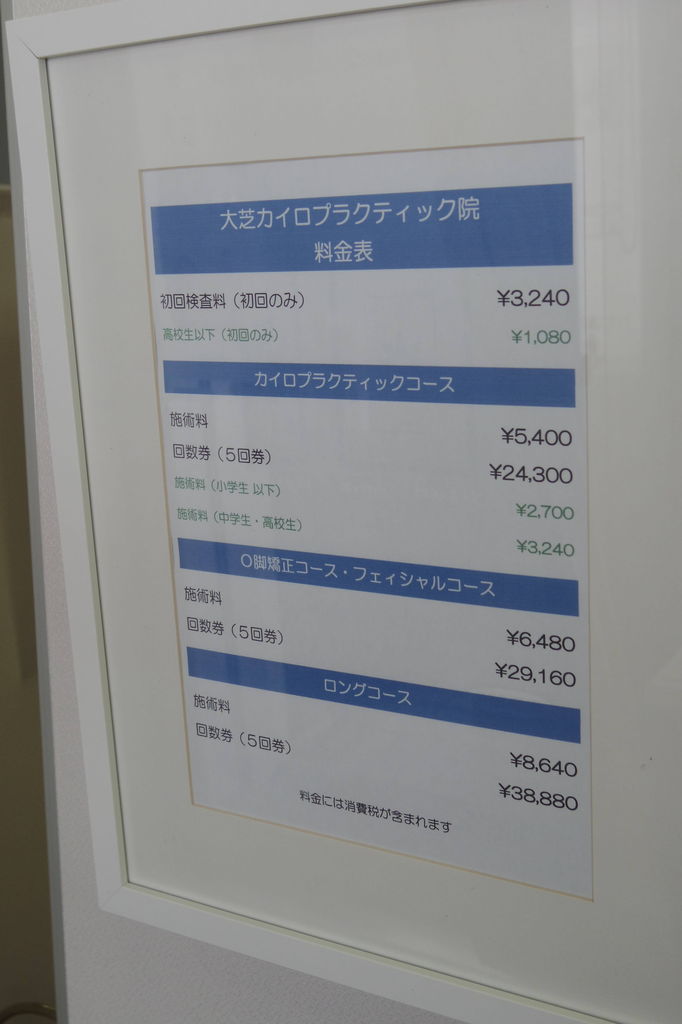 大芝カイロプラクティック院
料金表
初回検査料（初回のみ） ¥3,240
高校生以下（初回のみ） ¥1,080
カイロプラクティックコース
施術料 ¥5,400
回数券（５回券） ¥24,300
施術料（小学生 以下） ¥2,700
施術料（中学生・高校生） ¥3,240
Ｏ脚矯正コース・フェイシャルコース
施術料 ¥6,480
回数券（５回券） ¥29,160
ロングコース
施術料 ¥8,640
回数券（５回券） ¥38,880
料金には消費税が含まれます